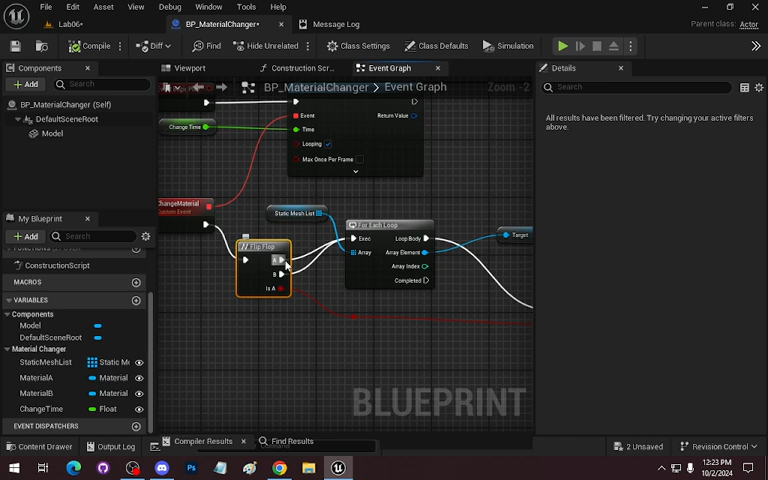 File Edit Asset View Debug Window Tools Help
Lab06•
BP_MaterialChanger•
Message Log
Parent class: Actor
Compile
Diff
Find
Hide Unrelated
Class Settings
Class Defaults
Simulation
Components
Add
Search
BP_MaterialChanger (Self)
DefaultSceneRoot
Model
My Blueprint
Add
Search
ConstructionScript
MACROS
VARIABLES
Components
Model
DefaultSceneRoot
Material Changer
StaticMeshList Static M
MaterialA Material
MaterialB Material
ChangeTime Float
EVENT DISPATCHERS
Viewport
Construction Scr...
Event Graph
BP_MaterialChanger > Event Graph
Zoom -2
Event
Return Value
Change Time
Time
Looping
Max Once Per Frame
ChangeMaterial
Custom Event
Static Mesh List
Flip Flop
A
B
Is A
For Each Loop
Exec
Loop Body
Array
Array Element
Array Index
Completed
Target
BLUEPRINT
Compiler Results
Find Results
Details
Search
All results have been filtered. Try changing your active filters
above.
Content Drawer
Output Log
2 Unsaved
Revision Control
12:23 PM
10/2/2024